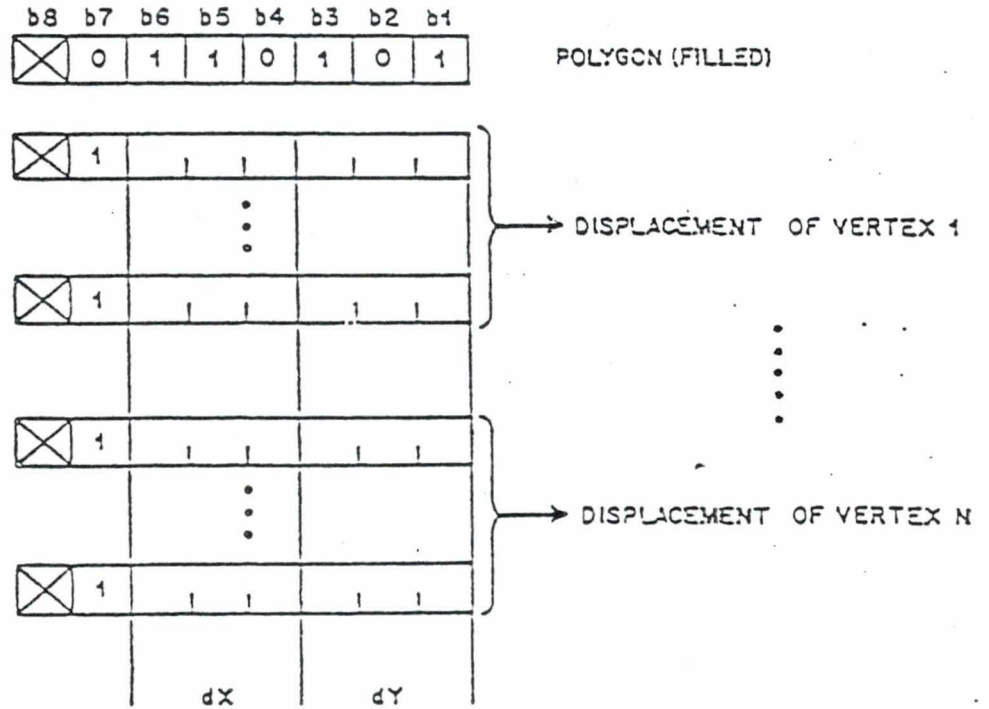 b8 b7 b6 b5 b4 b3 b2 b1
0 1 1 0 1 0 1 POLYGON (FILLED)
1
DISPLACEMENT OF VERTEX 1
1
1
DISPLACEMENT OF VERTEX N
1
dX dY